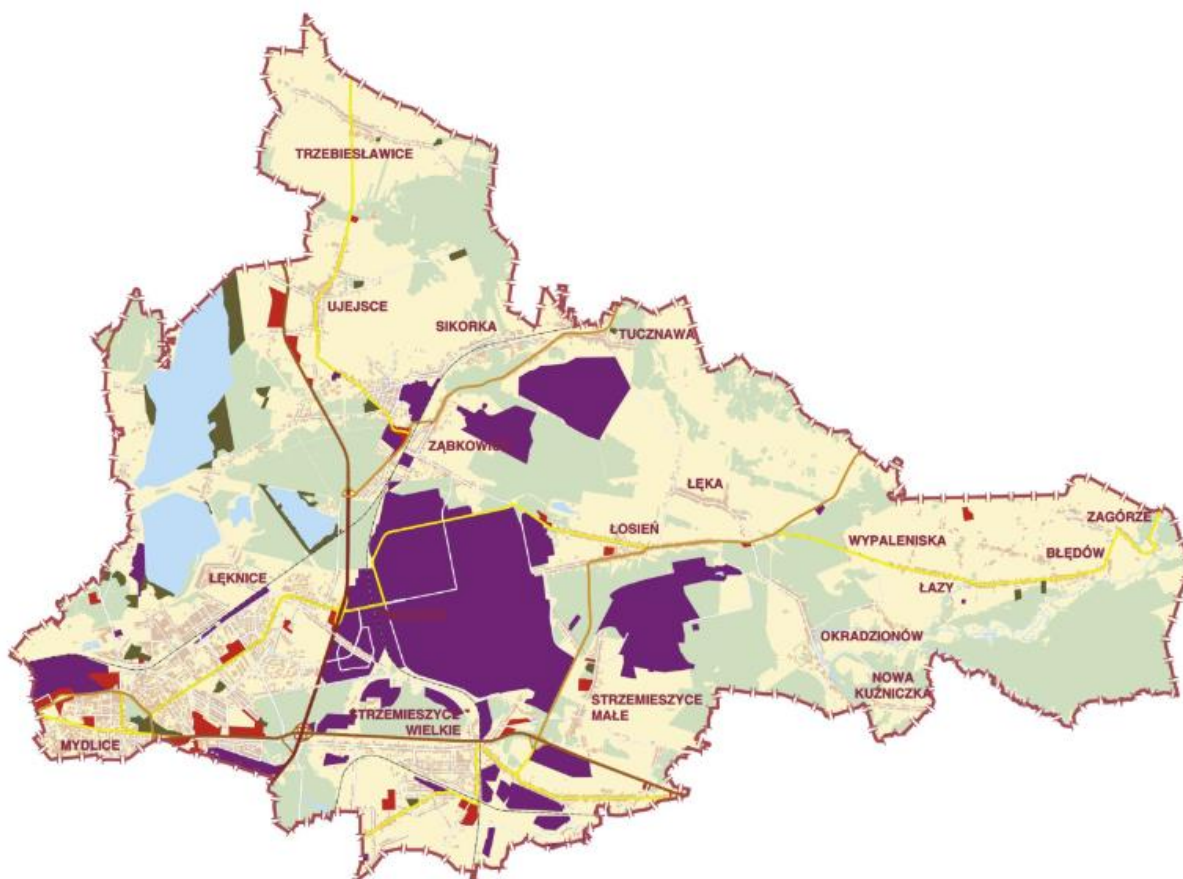 TRZEBIESŁAWICE
UJEJSCE
SIKORKA
TUCZNAWA
ZĄBKOWIC
ŁĘKA
ŁOSIEŃ
ZAGÓRZE
WYPALENISKA
BŁĘDÓW
ŁĘKNICE
ŁAZY
OKRADZIONÓW
NOWA
KUŹNICZKA
STRZEMIESZYCE
MAŁE
STRZEMIESZYCE
WIELKIE
MYDLICE